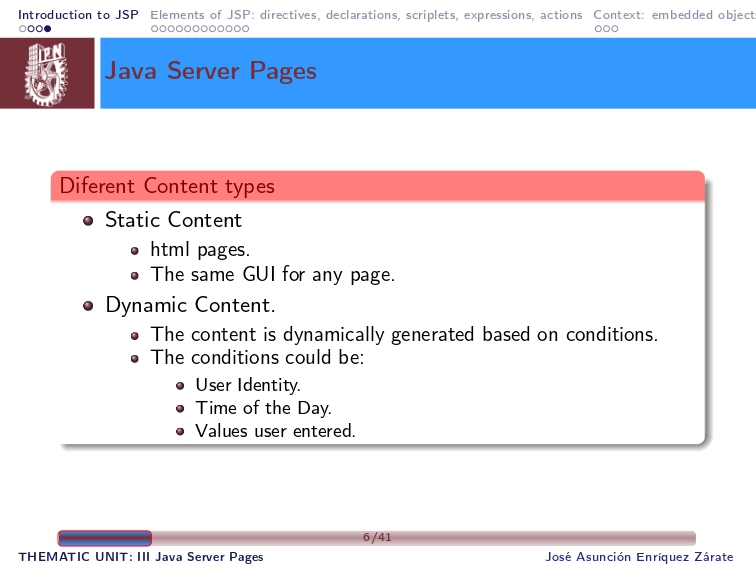 Introduction to JSP Elements of JSP: directives, declarations, scriplets, expressions, actions Context: embedded object
IPN
Java Server Pages
Diferent Content types
Static Content
html pages.
The same GUI for any page.
Dynamic Content.
The content is dynamically generated based on conditions.
The conditions could be:
User Identity.
Time of the Day.
Values user entered.
6/41
THEMATIC UNIT: III Java Server Pages José Asunción Enríquez Zárate